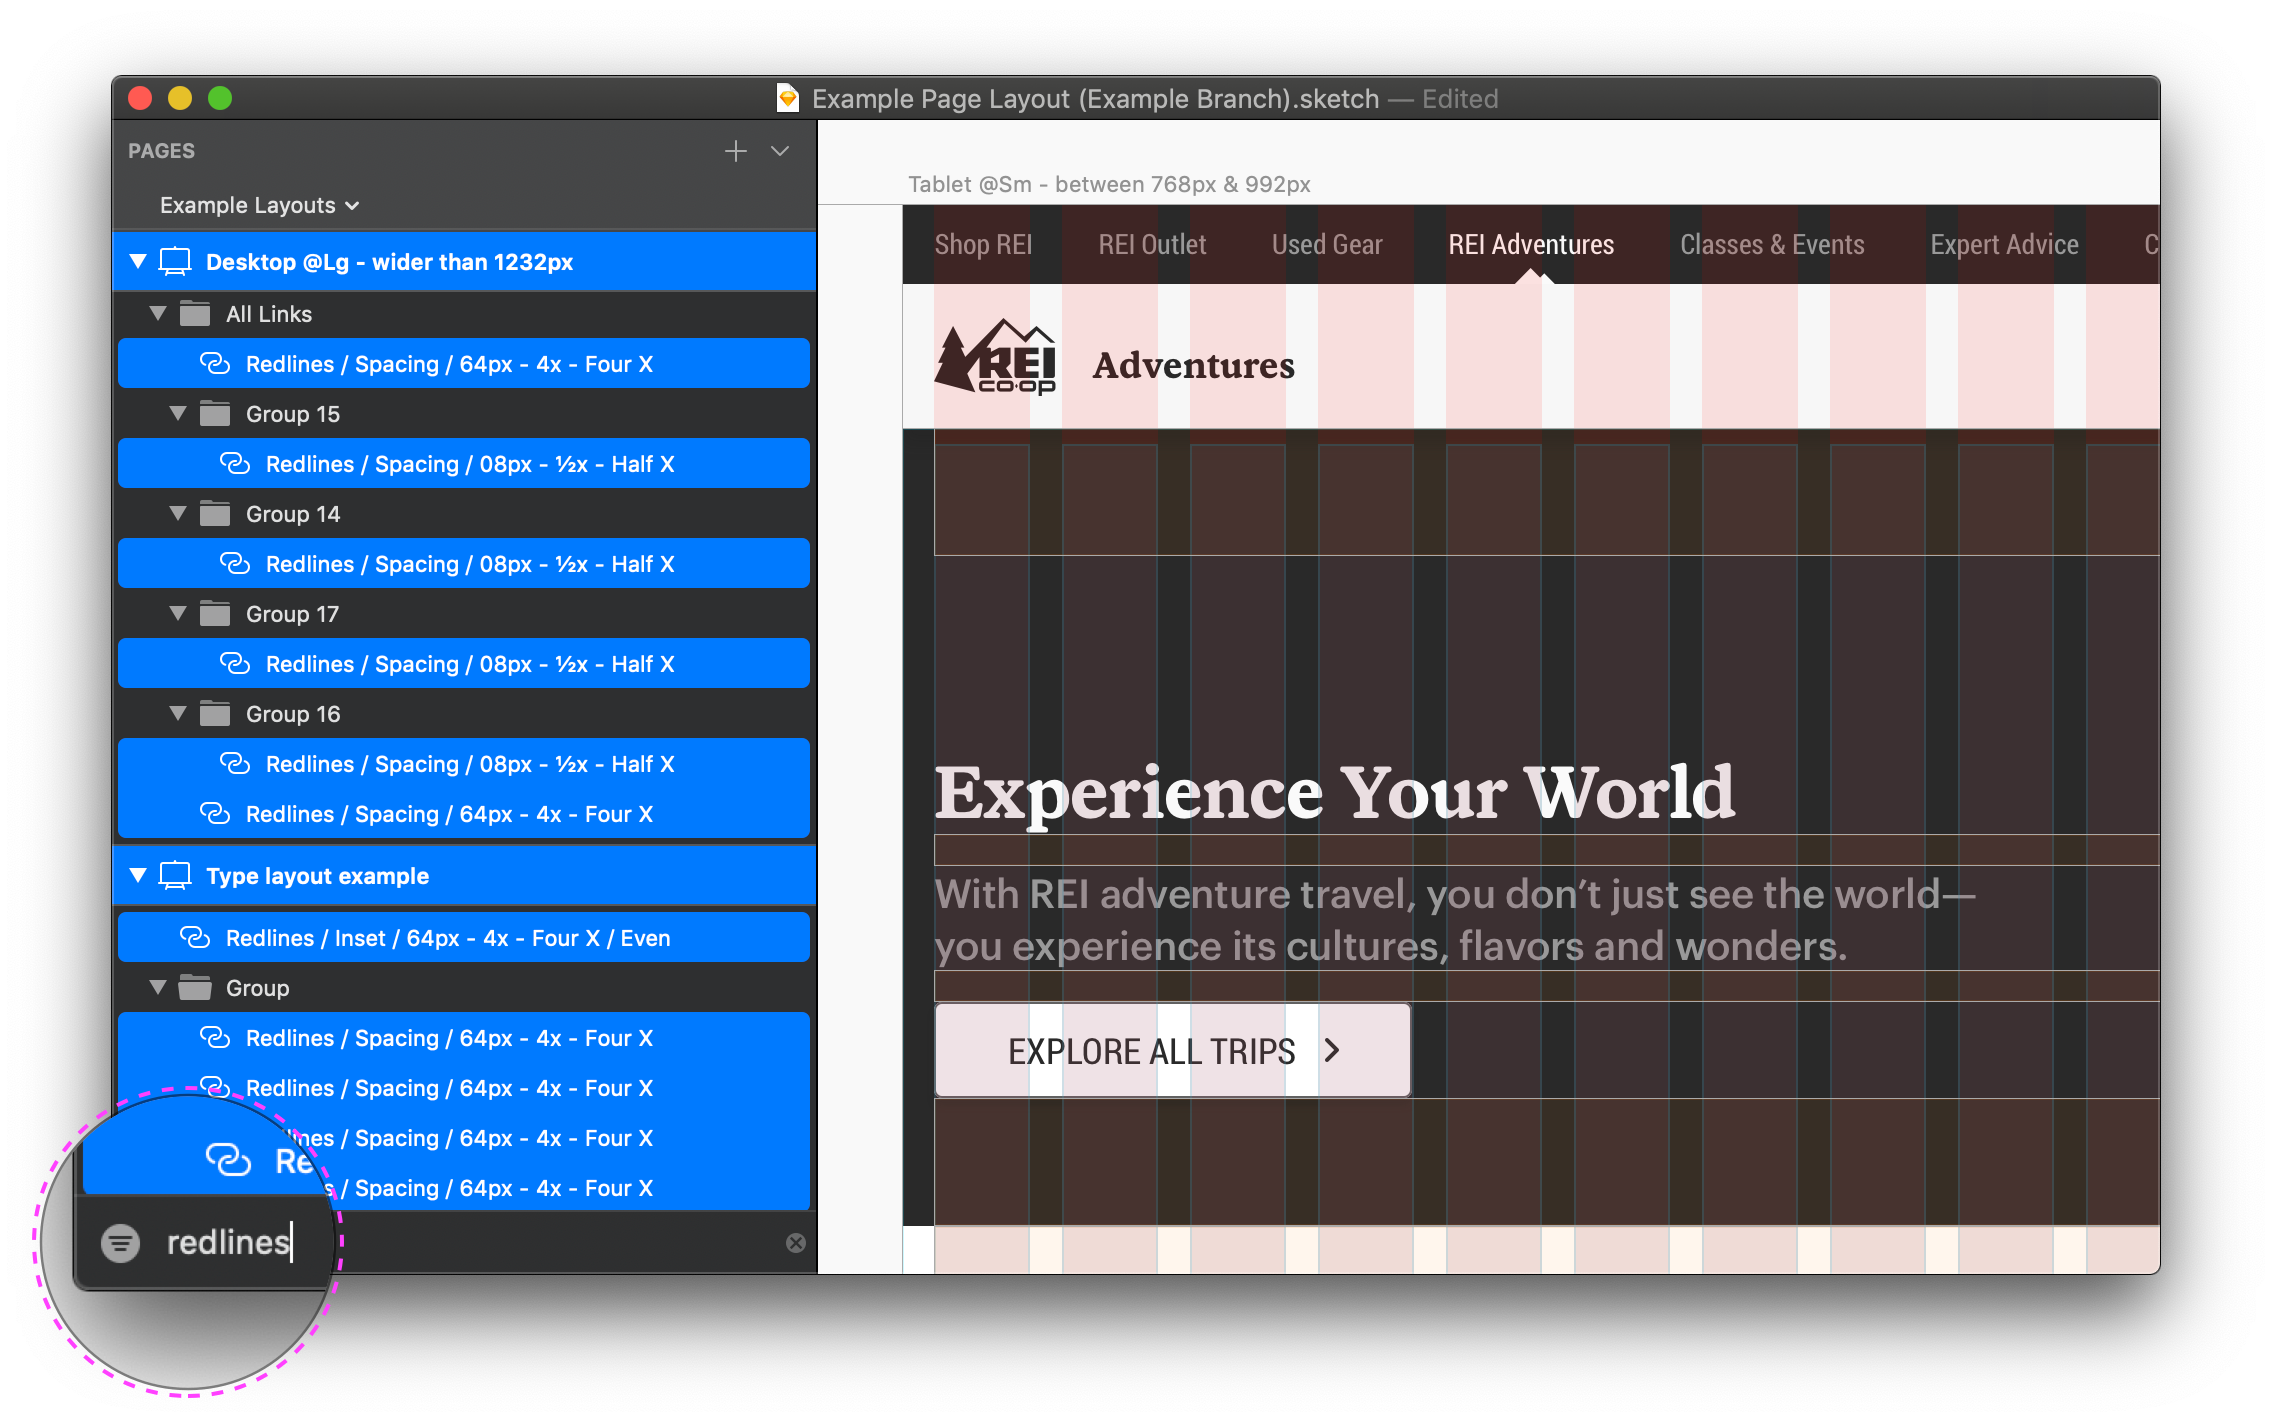 Example Page Layout (Example Branch).sketch — Edited
PAGES
Example Layouts
Desktop @Lg - wider than 1232px
All Links
Redlines / Spacing / 64px - 4x - Four X
Group 15
Redlines / Spacing / 08px - ½x - Half X
Group 14
Redlines / Spacing / 08px - ½x - Half X
Group 17
Redlines / Spacing / 08px - ½x - Half X
Group 16
Redlines / Spacing / 08px - ½x - Half X
Redlines / Spacing / 64px - 4x - Four X
Type layout example
Redlines / Inset / 64px - 4x - Four X / Even
Group
Redlines / Spacing / 64px - 4x - Four X
Redlines / Spacing / 64px - 4x - Four X
lines / Spacing / 64px - 4x - Four X
Re
s / Spacing / 64px - 4x - Four X
redlines
Tablet @Sm - between 768px & 992px
Shop REI REI Outlet Used Gear REI Adventures Classes & Events Expert Advice C
REI
CO·OP
Adventures
Experience Your World
With REI adventure travel, you don’t just see the world—
you experience its cultures, flavors and wonders.
EXPLORE ALL TRIPS